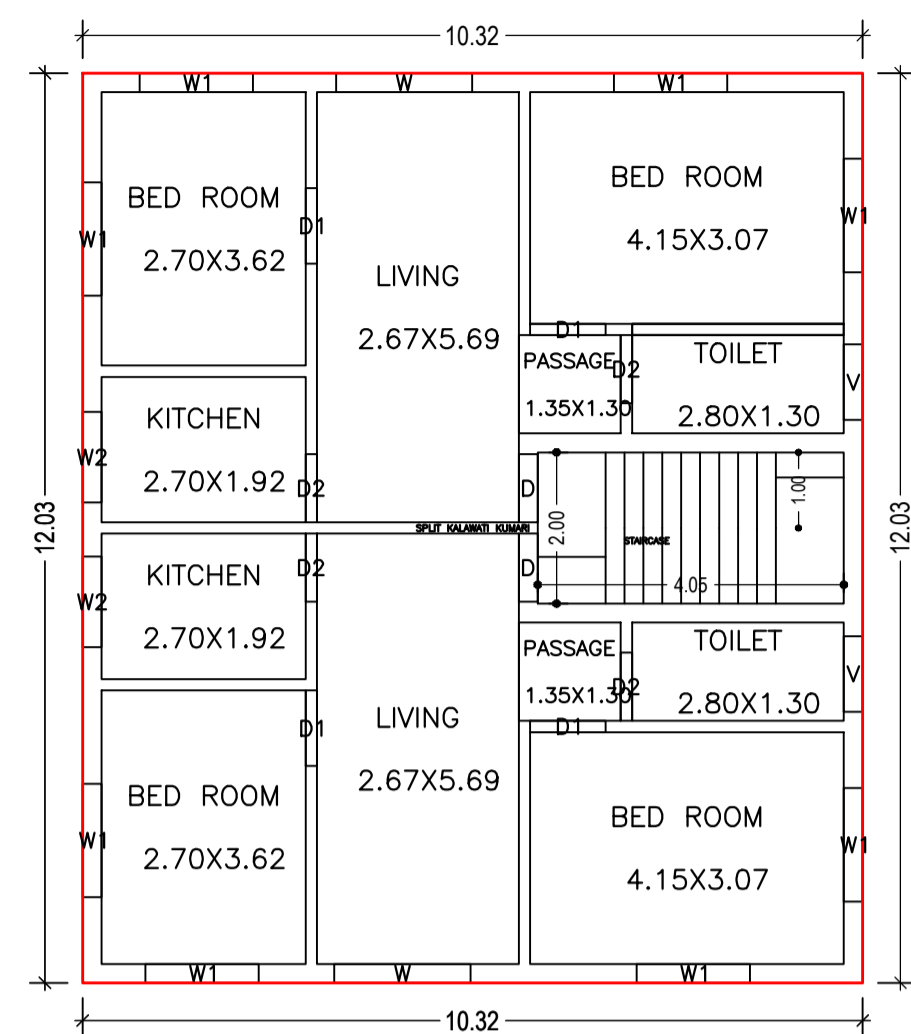 10.32
W1
W
W1
BED ROOM
2.70X3.62
BED ROOM
4.15X3.07
W1
D1
W1
LIVING
2.67X5.69
D1
PASSAGE
1.35X1.30
D2
TOILET
2.80X1.30
V
KITCHEN
2.70X1.92
W2
D2
D
1.00
2.00
12.03
12.03
SPLIT KALAWATI KUMARI
STAIRCASE
4.05
KITCHEN
2.70X1.92
W2
D2
D
PASSAGE
1.35X1.30
D2
TOILET
2.80X1.30
V
LIVING
2.67X5.69
D1
D1
BED ROOM
2.70X3.62
W1
BED ROOM
4.15X3.07
W1
W1
W
W1
10.32